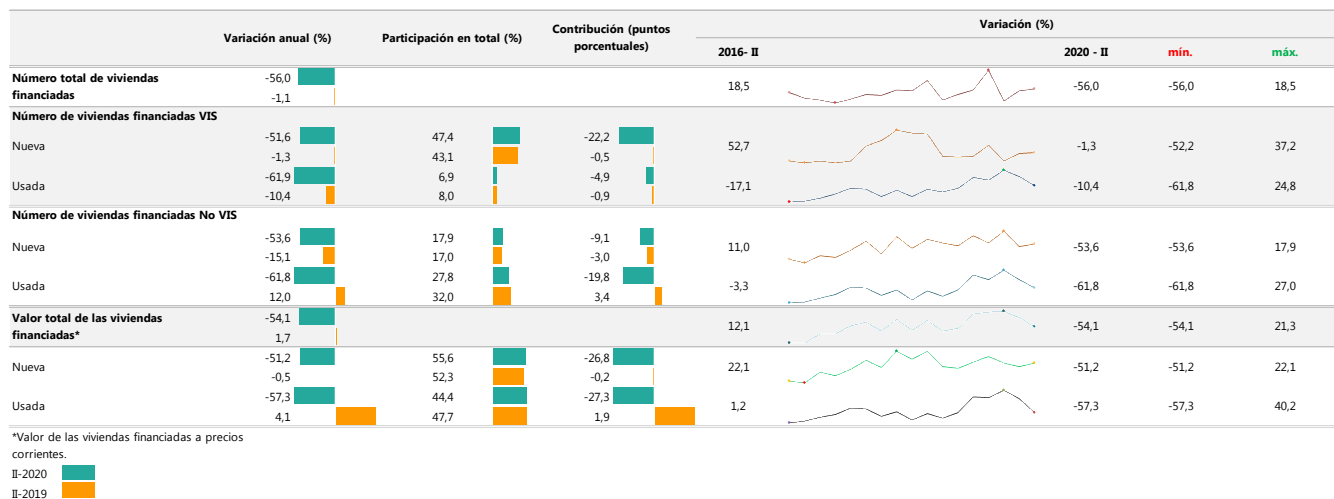 Variación anual (%) Participación en total (%) Contribución (puntos porcentuales) Variación (%)
2016- II 2020 - II mín. máx.
Número total de viviendas financiadas -56,0 18,5 -56,0 -56,0 18,5
-1,1
Número de viviendas financiadas VIS
Nueva -51,6 47,4 -22,2 52,7 -1,3 -52,2 37,2
-1,3 43,1 -0,5
Usada -61,9 6,9 -4,9 -17,1 -10,4 -61,8 24,8
-10,4 8,0 -0,9
Número de viviendas financiadas No VIS
Nueva -53,6 17,9 -9,1 11,0 -53,6 -53,6 17,9
-15,1 17,0 -3,0
Usada -61,8 27,8 -19,8 -3,3 -61,8 -61,8 27,0
12,0 32,0 3,4
Valor total de las viviendas financiadas* -54,1 12,1 -54,1 -54,1 21,3
1,7
Nueva -51,2 55,6 -26,8 22,1 -51,2 -51,2 22,1
-0,5 52,3 -0,2
Usada -57,3 44,4 -27,3 1,2 -57,3 -57,3 40,2
4,1 47,7 1,9
*Valor de las viviendas financiadas a precios
corrientes.
II-2020
II-2019